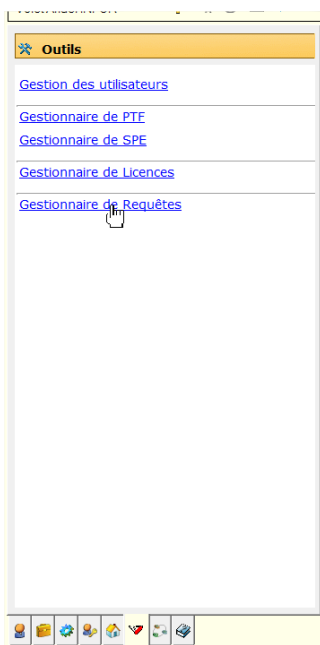 Outils
Gestion des utilisateurs
Gestionnaire de PTF
Gestionnaire de SPE
Gestionnaire de Licences
Gestionnaire de Requêtes